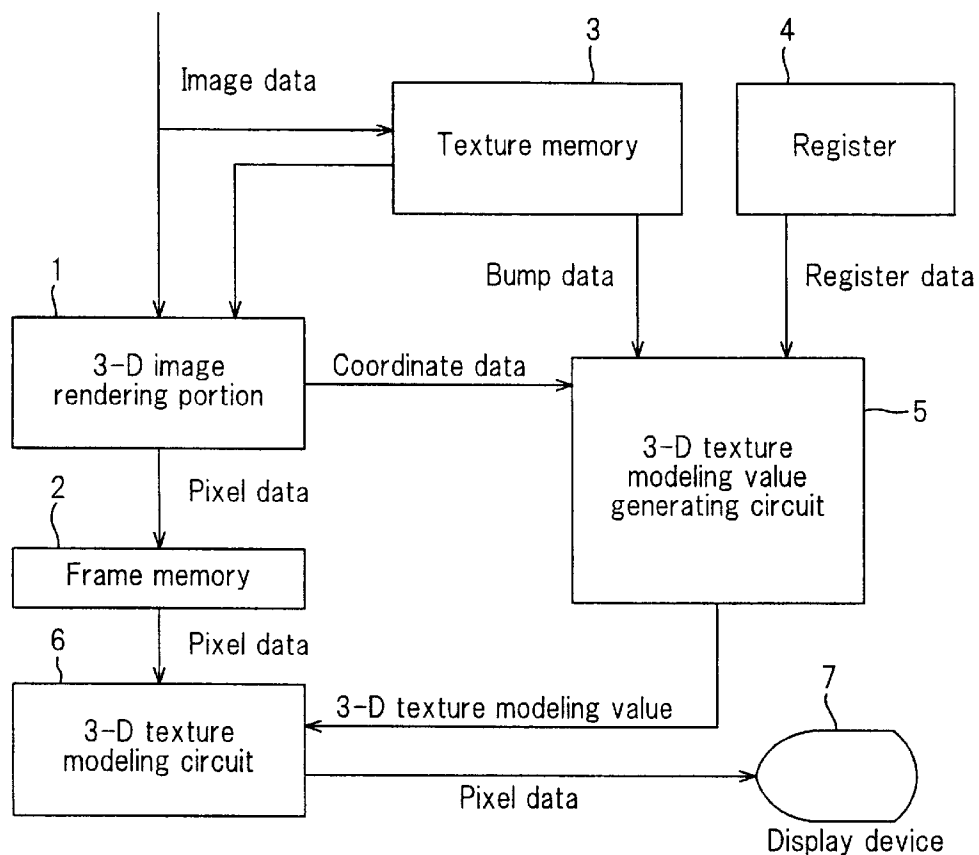 3
4
Image data
Texture memory
Register
1
Bump data
Register data
3-D image
rendering portion
Coordinate data
5
3-D texture
modeling value
generating circuit
Pixel data
2
Frame memory
Pixel data
6
7
3-D texture modeling value
3-D texture
modeling circuit
Pixel data
Display device